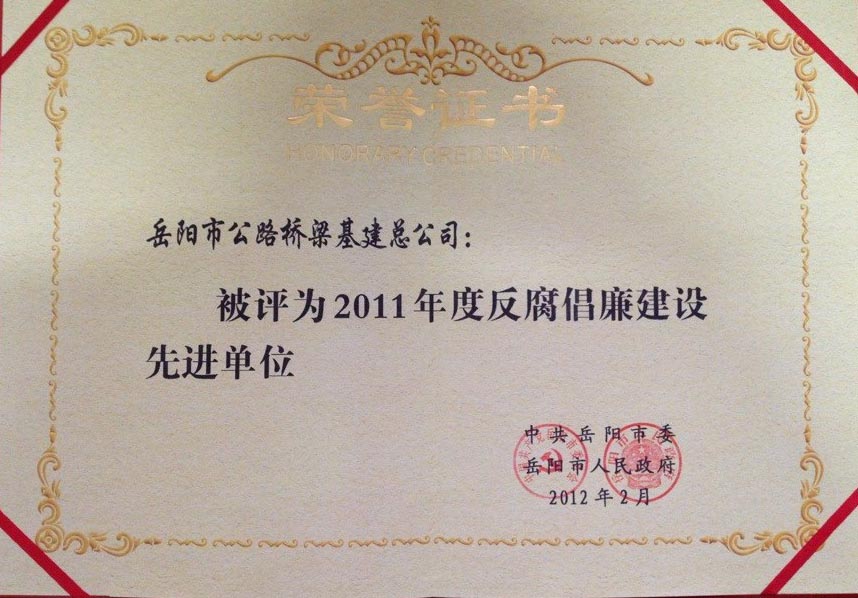 荣誉证书
HONORARY CREDENTIAL
岳阳市公路桥梁基建总公司：
被评为2011年度反腐倡廉建设
先进单位
中共岳阳市委
岳阳市人民政府
2012年2月